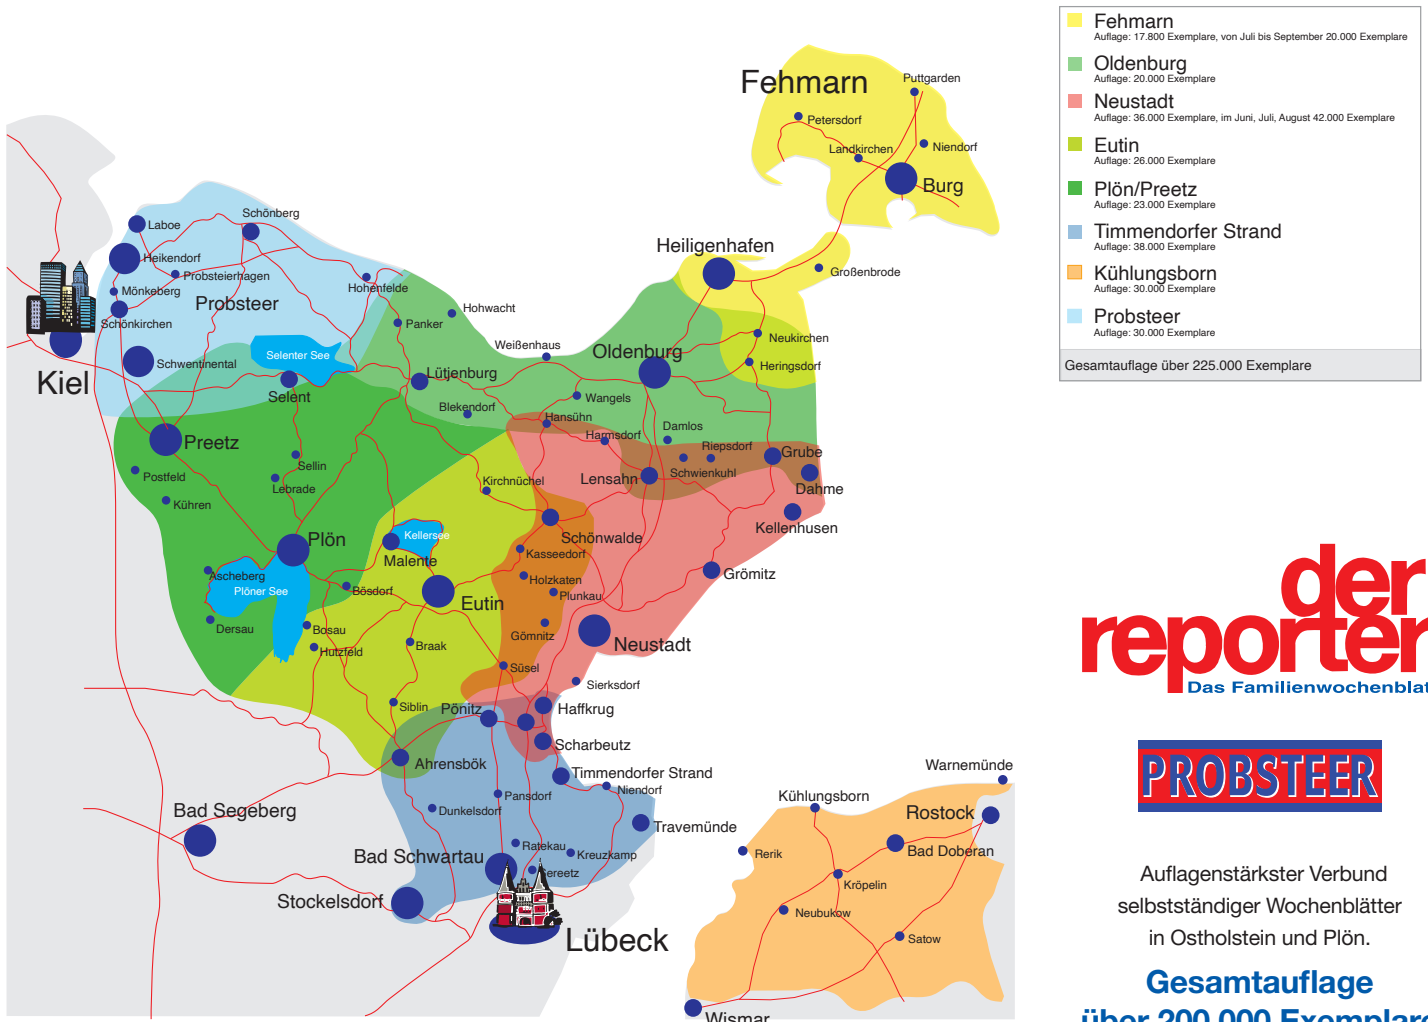 Fehmarn
Auflage: 17.800 Exemplare, von Juli bis September 20.000 Exemplare
Oldenburg
Auflage: 20.000 Exemplare
Neustadt
Auflage: 36.000 Exemplare, im Juni, Juli, August 42.000 Exemplare
Eutin
Auflage: 26.000 Exemplare
Plön/Preetz
Auflage: 23.000 Exemplare
Timmendorfer Strand
Auflage: 38.000 Exemplare
Kühlungsborn
Auflage: 30.000 Exemplare
Probsteer
Auflage: 30.000 Exemplare
Gesamtauflage über 225.000 Exemplare
Fehmarn
Puttgarden
Petersdorf
Landkirchen
Niendorf
Burg
Heiligenhafen
Großenbrode
Schönberg
Laboe
Heikendorf
Probsteierhagen
Mönkeberg
Probsteer
Schönkirchen
Hohenfelde
Hohwacht
Panker
Kiel
Schwentinental
Selenter See
Selent
Lütjenburg
Weißenhaus
Oldenburg
Neukirchen
Heringsdorf
Wangels
Blekendorf
Hansühn
Harmsdorf
Damlos
Riepsdorf
Schwienkuhl
Grube
Dahme
Lensahn
Kellenhusen
Preetz
Postfeld
Sellin
Lebrade
Kühren
Kirchnüchel
Schönwalde
Kasseedorf
Plön
Kellersee
Malente
Ascheberg
Plöner See
Bösdorf
Eutin
Holzkaten
Plunkau
Grömitz
Dersau
Bosau
Hutzfeld
Braak
Gömnitz
Neustadt
Süsel
Sierksdorf
Siblin
Pönitz
Haffkrug
Scharbeutz
Ahrensbök
Timmendorfer Strand
Niendorf
Pansdorf
Dunkelsdorf
Travemünde
Bad Segeberg
Bad Schwartau
Ratekau
Kreuzkamp
Stockelsdorf
Lübeck
Warnemünde
Kühlungsborn
Rostock
Rerik
Bad Doberan
Kröpelin
Neubukow
Satow
Wismar
der
reporter
Das Familienwochenblat
PROBSTEER
Auflagenstärkster Verbund
selbstständiger Wochenblätter
in Ostholstein und Plön.
Gesamtauflage
über 200.000 Exemplare